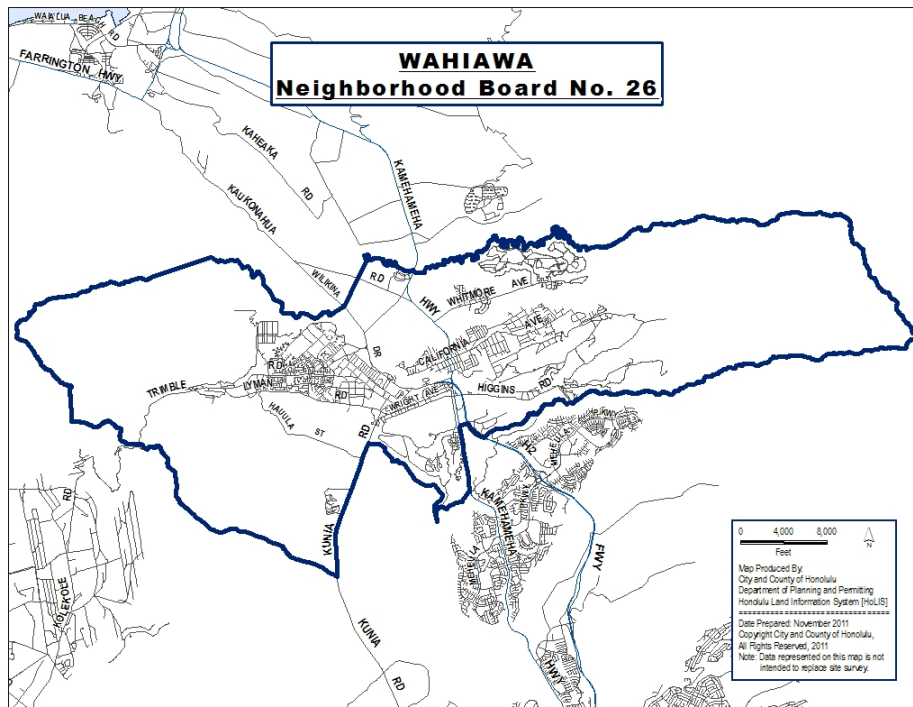 WAIALUA BEACH RD
FARRINGTON HWY
WAHIAWA
Neighborhood Board No. 26
KAHEAKA RD
KAMEHAMEHA HWY
KAUKONAHUA RD
WILIKINA DR
WHITMORE AVE
CALIFORNIA AVE
TRIMBLE RD
LYMAN RD
WRIGHT AVE
HIGGINS RD
HAUULA ST
KUNIA RD
H2 FWY
MEHEULA PKWY
MEHEULA PKWY
KAMEHAMEHA HWY
KOLEKOLE RD
KUNIA RD
0 4,000 8,000
Feet
N
Map Produced By:
City and County of Honolulu
Department of Planning and Permitting
Honolulu Land Information System [HoLIS]
================================
Date Prepared: November 2011
Copyright City and County of Honolulu,
All Rights Reserved, 2011
Note: Data represented on this map is not
intended to replace site survey.